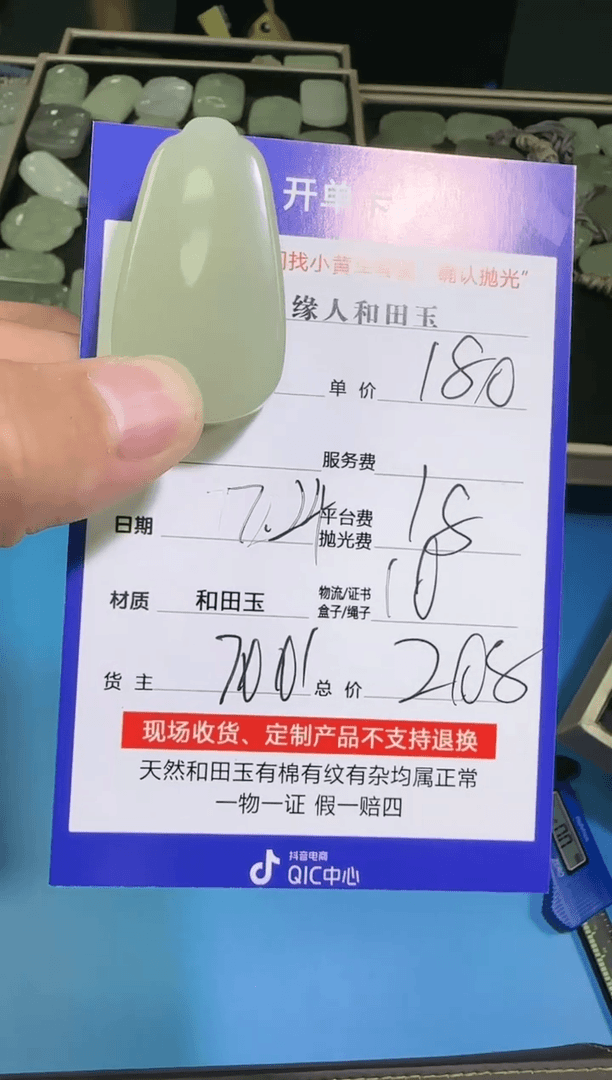 开单卡
找小黄 确认抛光”
缘人和田玉
单价 180
服务费
日期 7.24 平台费 18
抛光费
材质 和田玉 物流/证书 10
盒子/绳子
货主 7001 总价 208
现场收货、定制产品不支持退换
天然和田玉有棉有纹有杂均属正常
一物一证 假一赔四
抖音电商
QIC中心